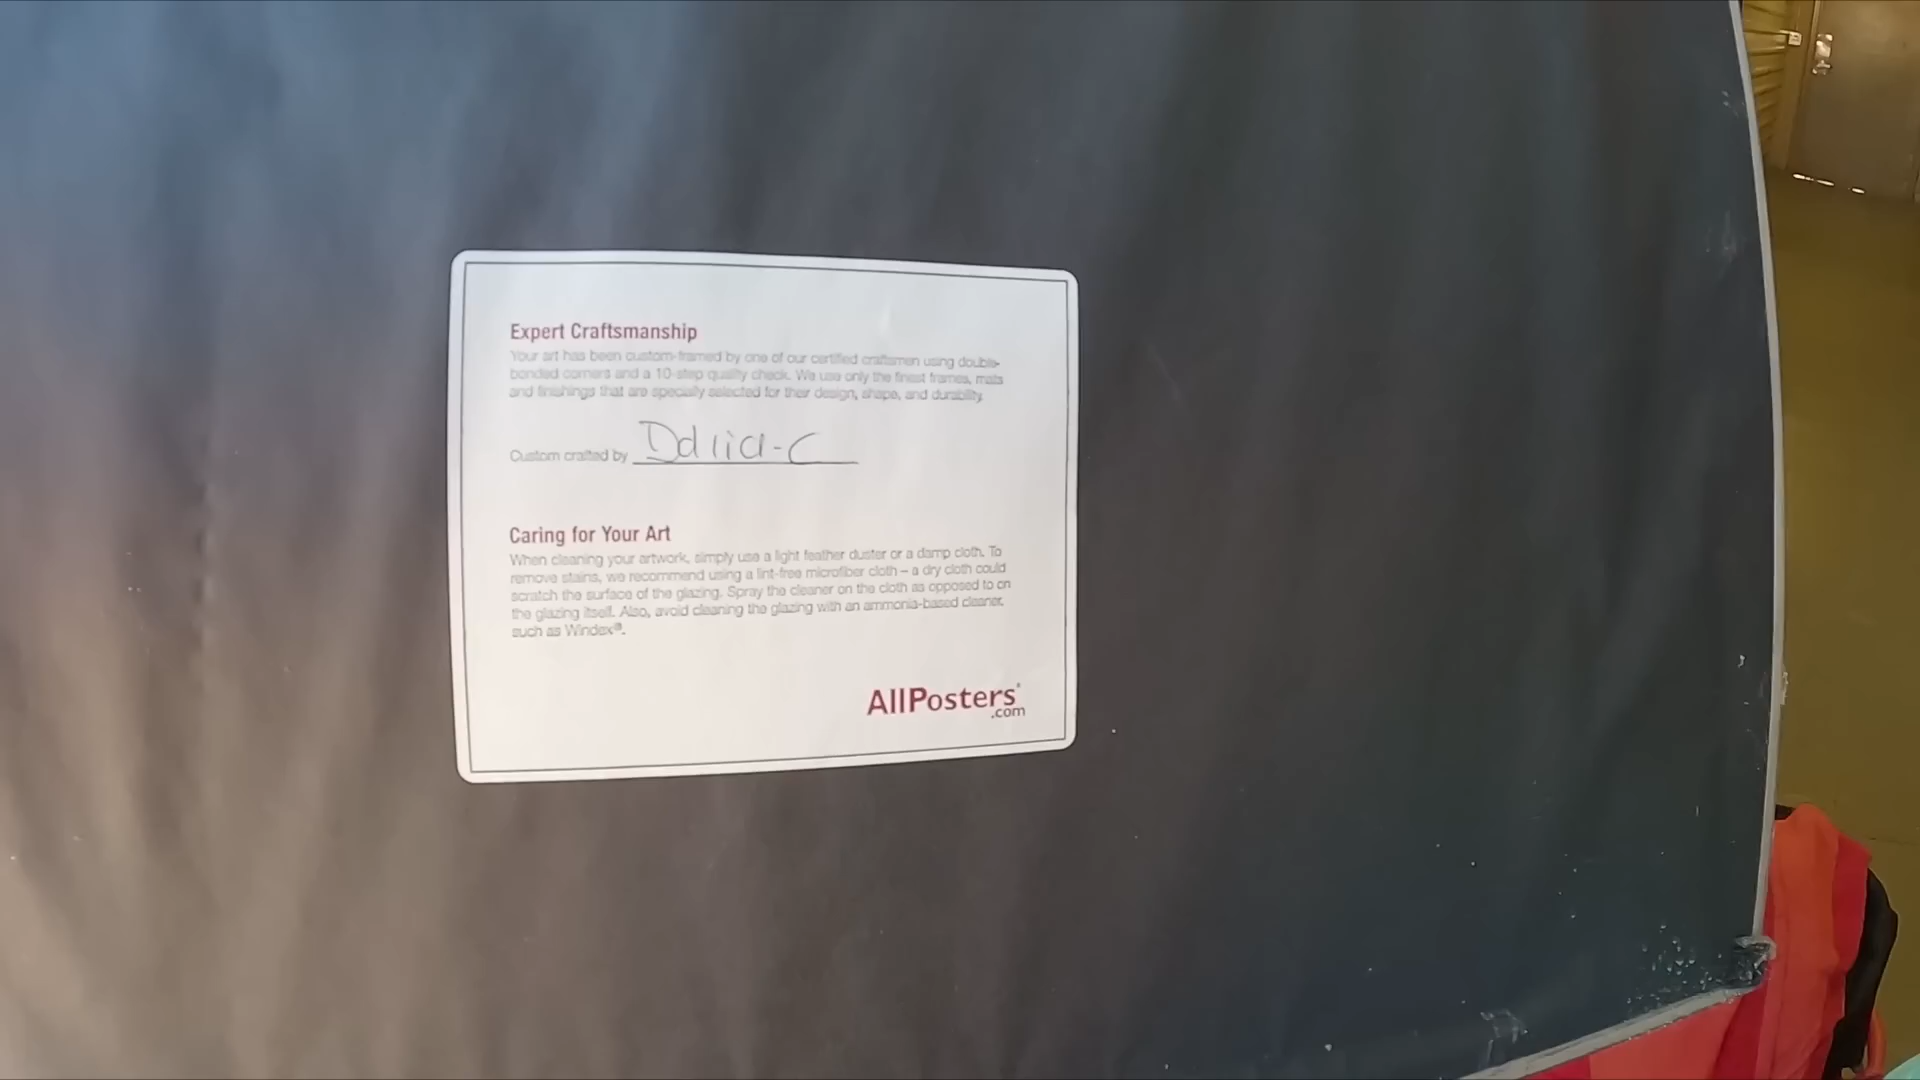 Expert Craftsmanship
Your art has been custom-framed by one of our certified craftsmen using double-
bonded corners and a 10-step quality check. We use only the finest frames, mats
and finishings that are specially selected for their design, shape, and durability.
Custom crafted by Dalia-C
Caring for Your Art
When cleaning your artwork, simply use a light feather duster or a damp cloth. To
remove stains, we recommend using a lint-free microfiber cloth – a dry cloth could
scratch the surface of the glazing. Spray the cleaner on the cloth as opposed to on
the glazing itself. Also, avoid cleaning the glazing with an ammonia-based cleaner,
such as Windex®.
AllPosters®
.com